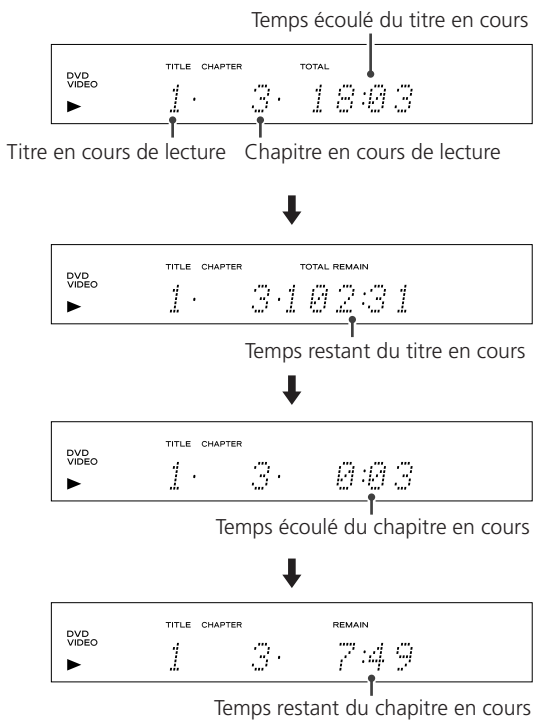 Temps écoulé du titre en cours
TITLE CHAPTER TOTAL
DVD
VIDEO
1· 3· 18:03
Titre en cours de lecture Chapitre en cours de lecture
TITLE CHAPTER TOTAL REMAIN
DVD
VIDEO
1· 3·102:31
Temps restant du titre en cours
TITLE CHAPTER
DVD
VIDEO
1· 3· 0:03
Temps écoulé du chapitre en cours
TITLE CHAPTER REMAIN
DVD
VIDEO
1 3· 7:49
Temps restant du chapitre en cours